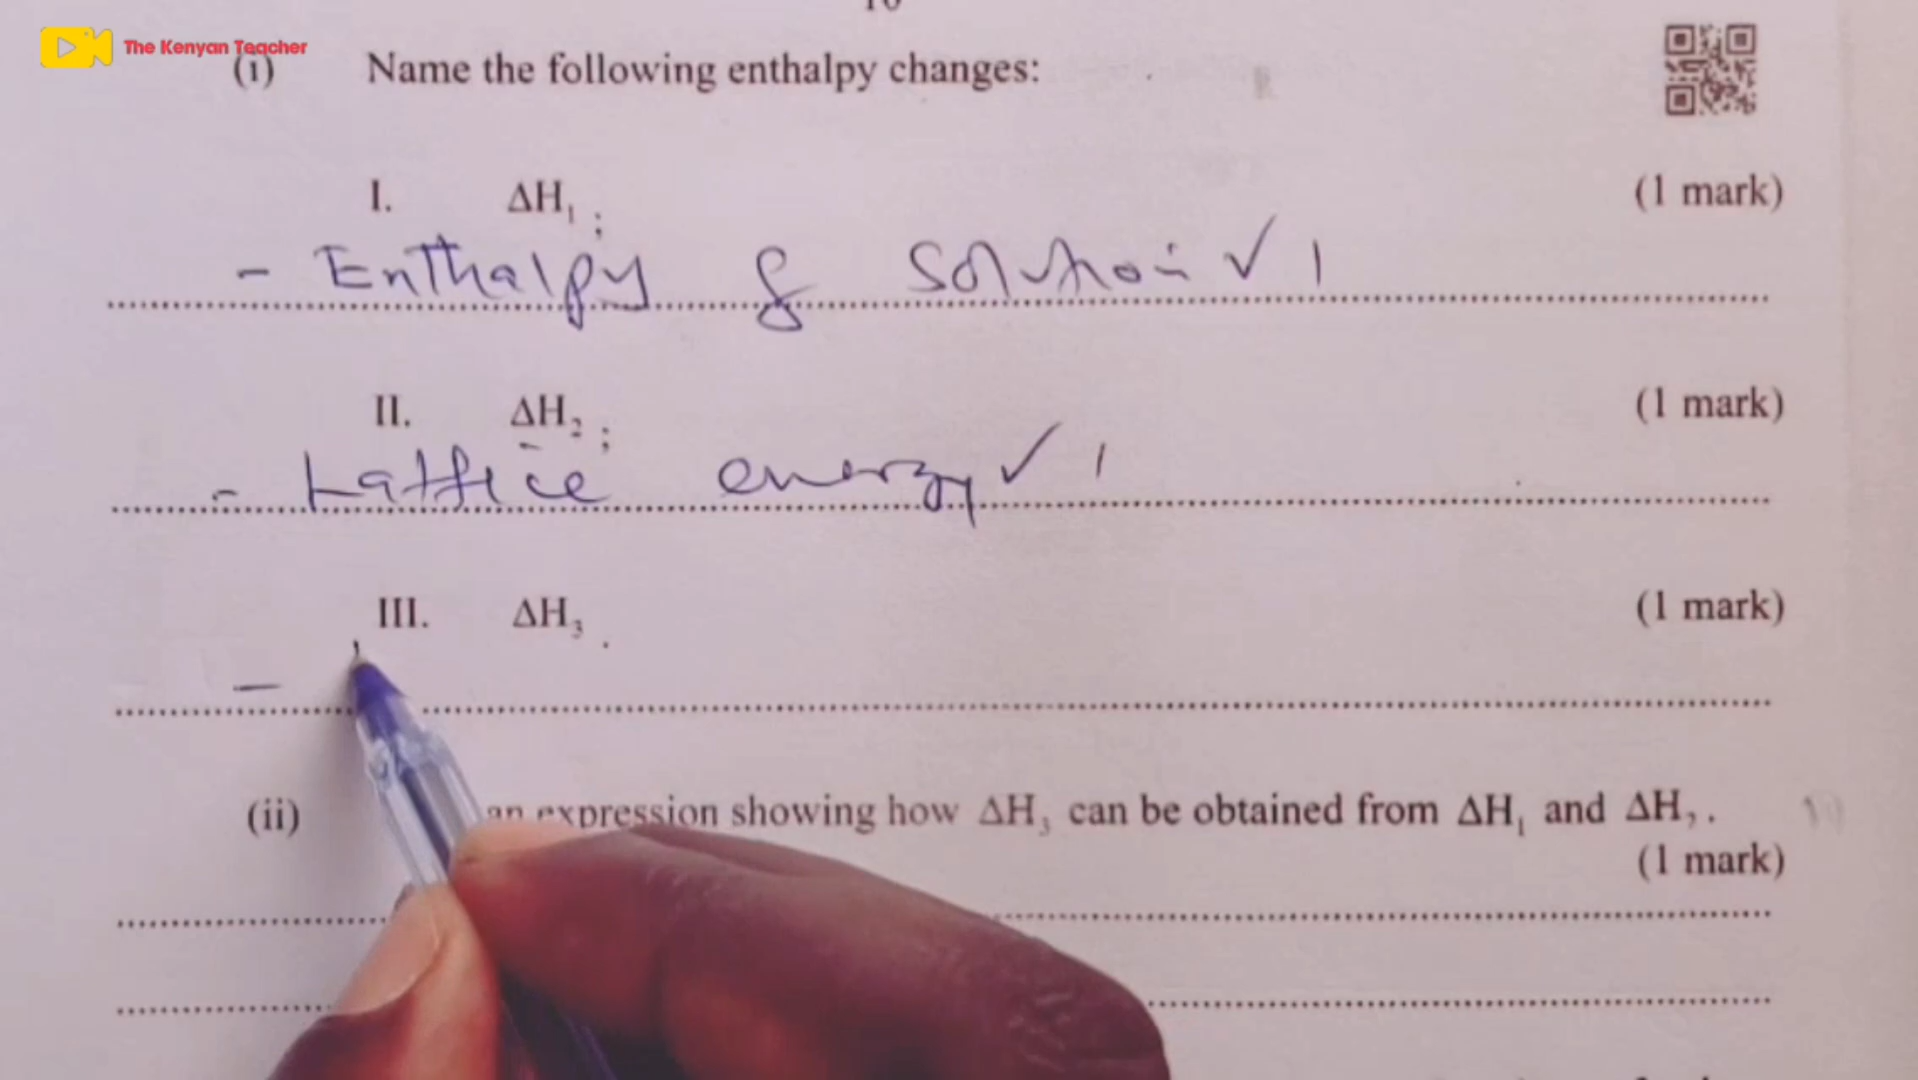 10
The Kenyan Teacher
(i) Name the following enthalpy changes:
I. ΔH₁ ; (1 mark)
- Enthalpy of solution ✓ 1
II. ΔH₂ ; (1 mark)
- Lattice energy ✓ 1
III. ΔH₃ (1 mark)
-
(ii) an expression showing how ΔH₃ can be obtained from ΔH₁ and ΔH₂.
(1 mark)